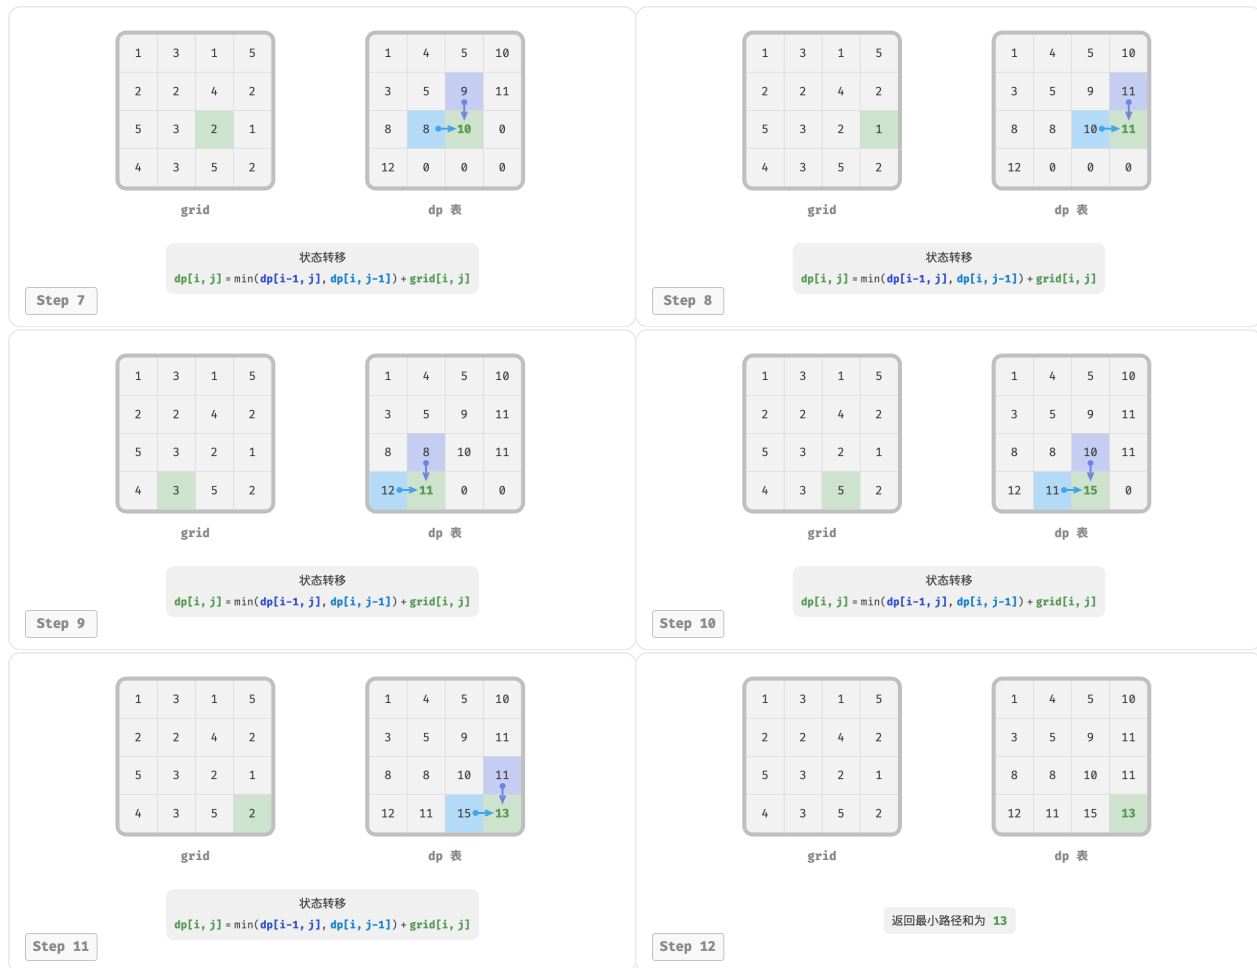 1 3 1 5
2 2 4 2
5 3 2 1
4 3 5 2
grid
1 4 5 10
3 5 9 11
8 8 10 0
12 0 0 0
dp 表
状态转移
dp[i, j] = min(dp[i-1, j], dp[i, j-1]) + grid[i, j]
Step 7
1 3 1 5
2 2 4 2
5 3 2 1
4 3 5 2
grid
1 4 5 10
3 5 9 11
8 8 10 11
12 0 0 0
dp 表
状态转移
dp[i, j] = min(dp[i-1, j], dp[i, j-1]) + grid[i, j]
Step 8
1 3 1 5
2 2 4 2
5 3 2 1
4 3 5 2
grid
1 4 5 10
3 5 9 11
8 8 10 11
12 11 0 0
dp 表
状态转移
dp[i, j] = min(dp[i-1, j], dp[i, j-1]) + grid[i, j]
Step 9
1 3 1 5
2 2 4 2
5 3 2 1
4 3 5 2
grid
1 4 5 10
3 5 9 11
8 8 10 11
12 11 15 0
dp 表
状态转移
dp[i, j] = min(dp[i-1, j], dp[i, j-1]) + grid[i, j]
Step 10
1 3 1 5
2 2 4 2
5 3 2 1
4 3 5 2
grid
1 4 5 10
3 5 9 11
8 8 10 11
12 11 15 13
dp 表
状态转移
dp[i, j] = min(dp[i-1, j], dp[i, j-1]) + grid[i, j]
Step 11
1 3 1 5
2 2 4 2
5 3 2 1
4 3 5 2
grid
1 4 5 10
3 5 9 11
8 8 10 11
12 11 15 13
dp 表
返回最小路径和为 13
Step 12